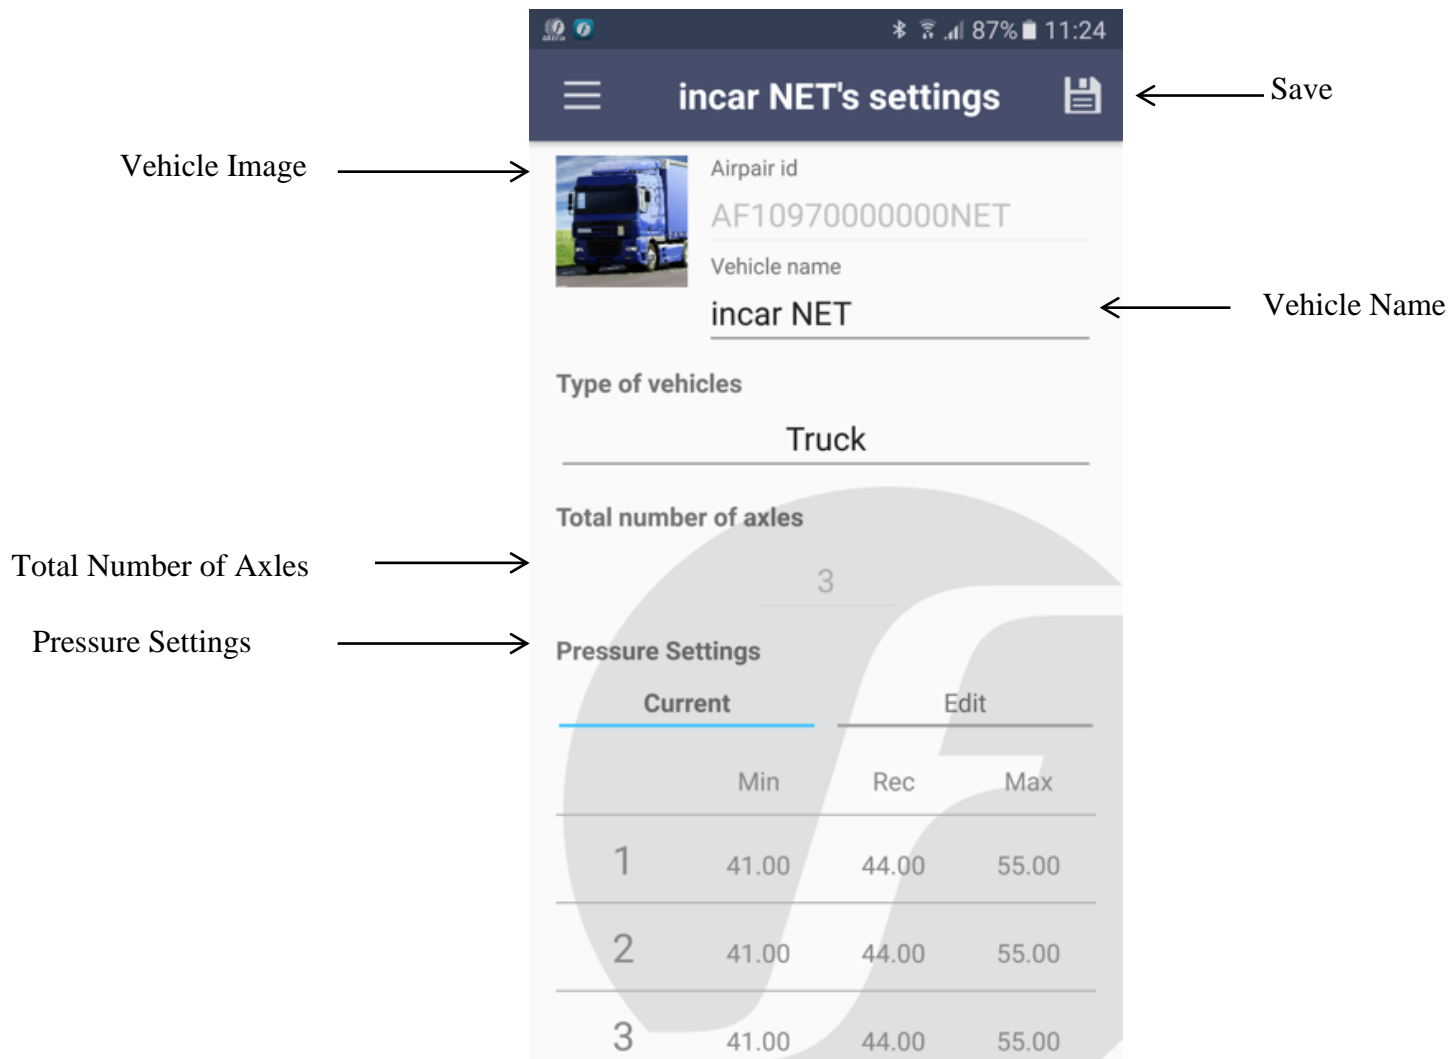 87% 11:24
incar NET's settings
Save
Vehicle Image
Airpair id
AF10970000000NET
Vehicle name
incar NET
Vehicle Name
Type of vehicles
Truck
Total number of axles
Total Number of Axles
3
Pressure Settings
Pressure Settings
Current Edit
Min Rec Max
1 41.00 44.00 55.00
2 41.00 44.00 55.00
3 41.00 44.00 55.00